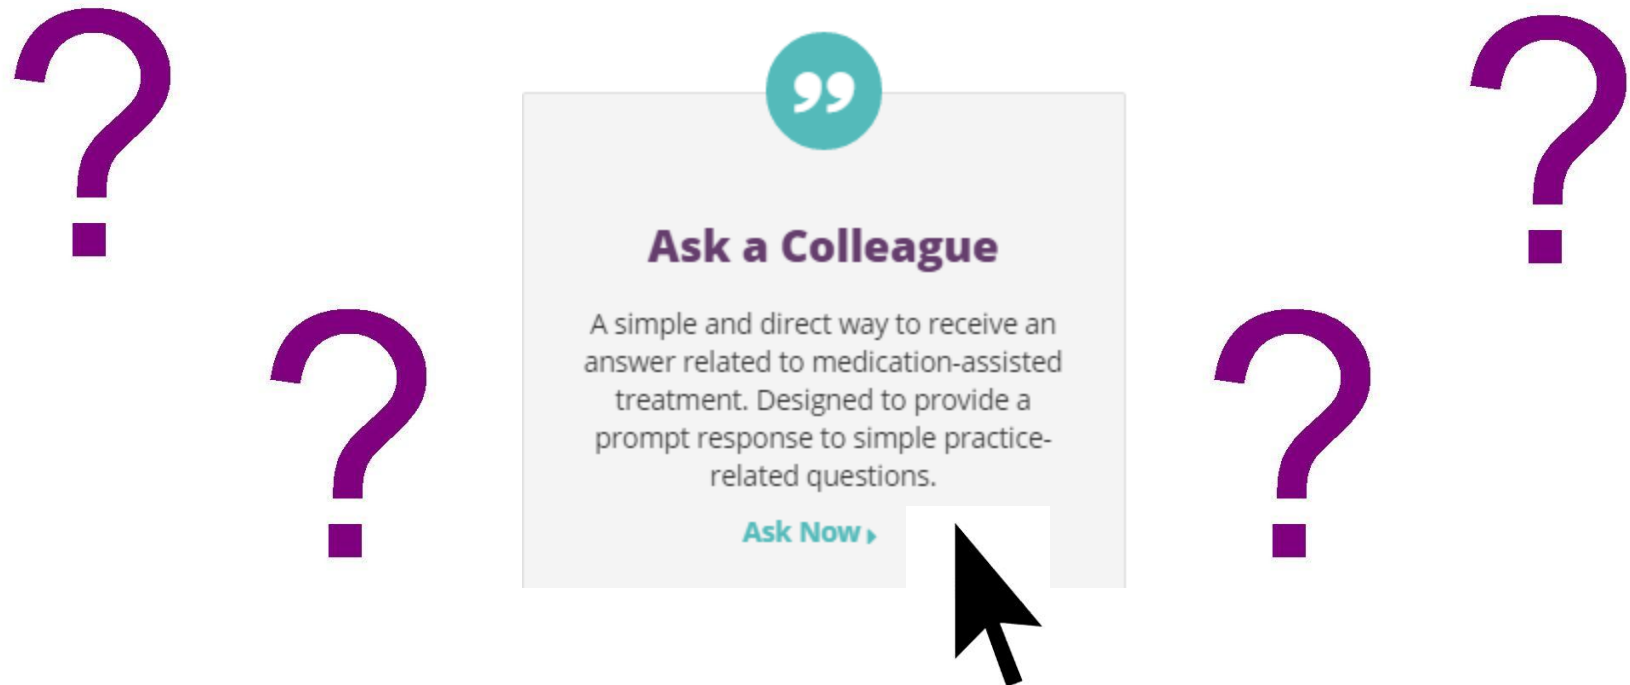 ?
?
”
Ask a Colleague
A simple and direct way to receive an
answer related to medication-assisted
treatment. Designed to provide a
prompt response to simple practice-
related questions.
Ask Now
?
?